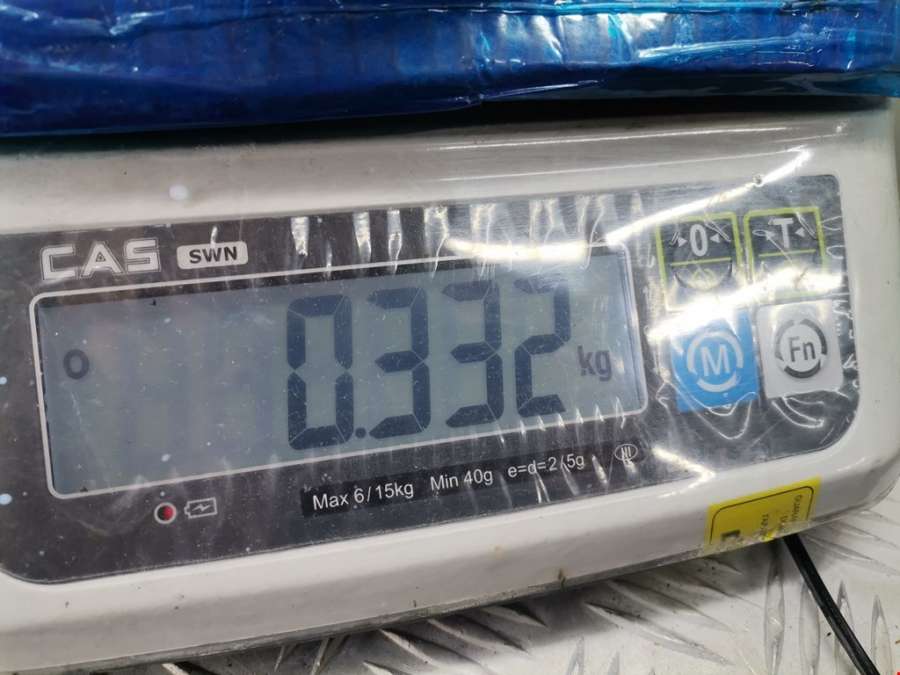 CAS SWN
0.332 kg
Max 6/15kg Min 40g e=d=2/5g
→0← →T←
M Fn